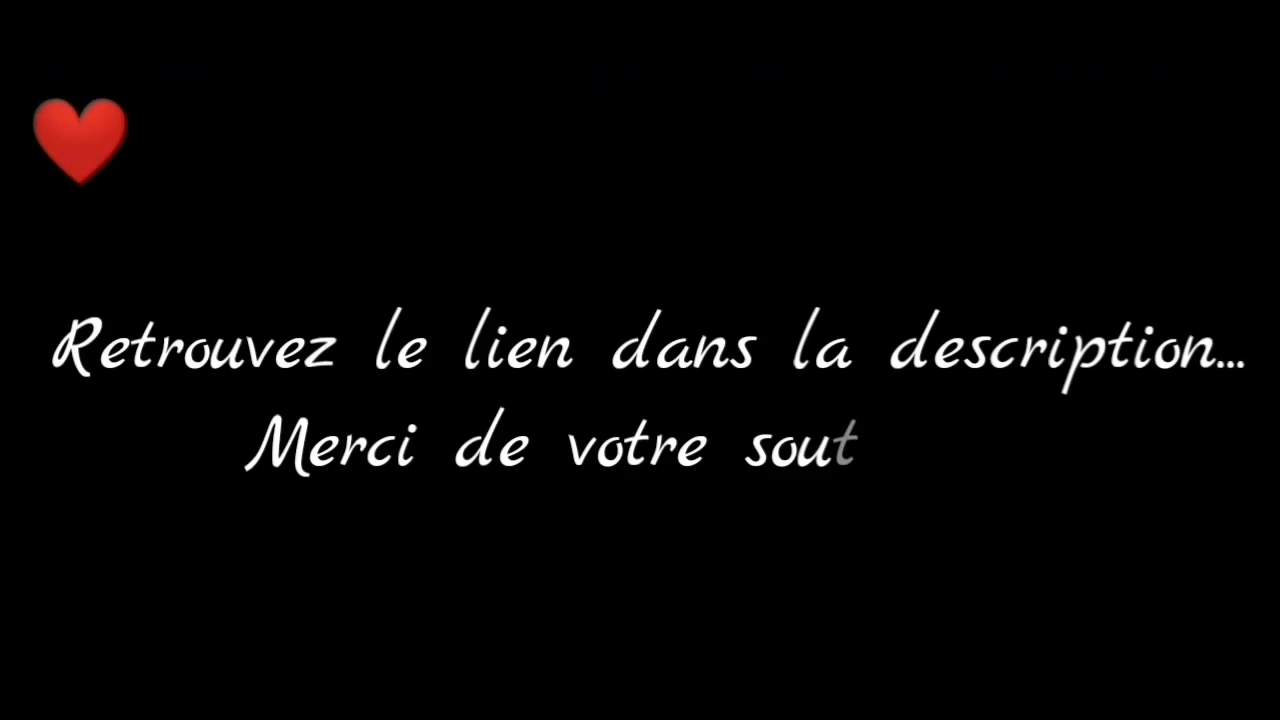 Retrouvez le lien dans la description...
Merci de votre sout